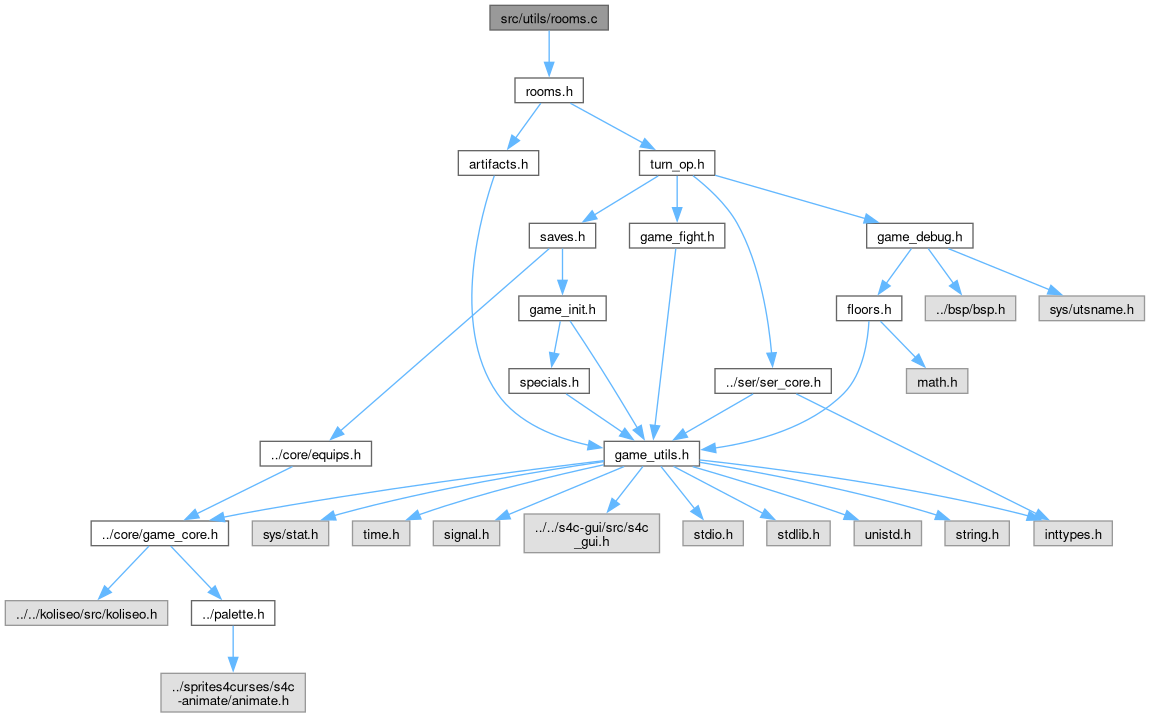 src/utils/rooms.c
rooms.h
artifacts.h
turn_op.h
saves.h
game_fight.h
game_debug.h
game_init.h
floors.h
../bsp/bsp.h
sys/utsname.h
specials.h
../ser/ser_core.h
math.h
../core/equips.h
game_utils.h
../core/game_core.h
sys/stat.h
time.h
signal.h
../../s4c-gui/src/s4c
_gui.h
stdio.h
stdlib.h
unistd.h
string.h
inttypes.h
../../koliseo/src/koliseo.h
../palette.h
../sprites4curses/s4c
-animate/animate.h